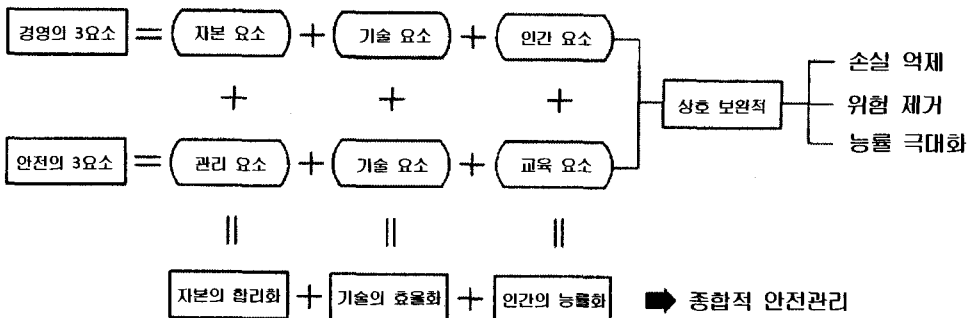 경영의 3요소 = 자본 요소 + 기술 요소 + 인간 요소
손실 억제
+ + +
상호 보완적
위험 제거
능률 극대화
안전의 3요소 = 관리 요소 + 기술 요소 + 교육 요소
|| || ||
자본의 합리화 + 기술의 효율화 + 인간의 능률화 ➡ 종합적 안전관리